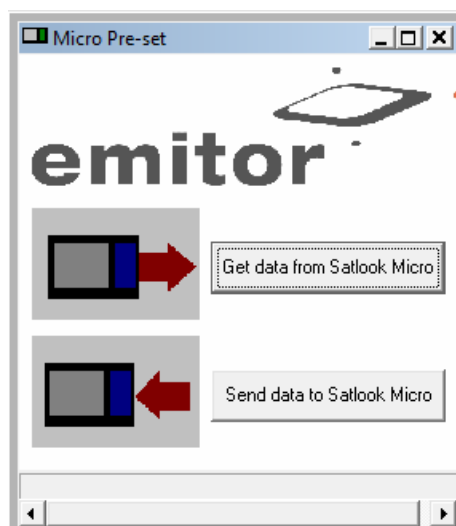 Micro Pre-set
emitor
Get data from Satlook Micro
Send data to Satlook Micro